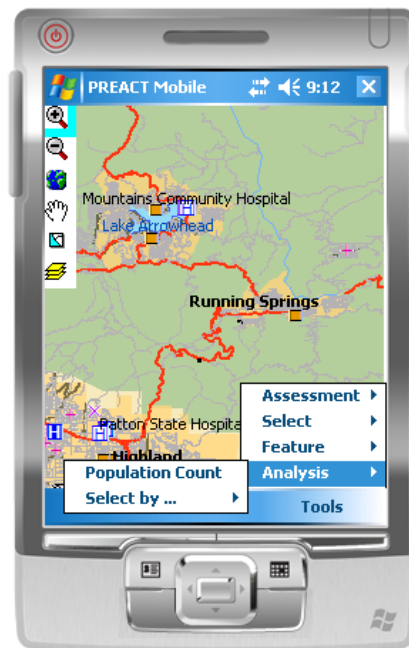 PREACT Mobile 9:12
Mountains Community Hospital
Lake Arrowhead
Running Springs
Assessment
Select
Patton State Hospita
Feature
Highland
Analysis
Population Count
Select by ...
Tools